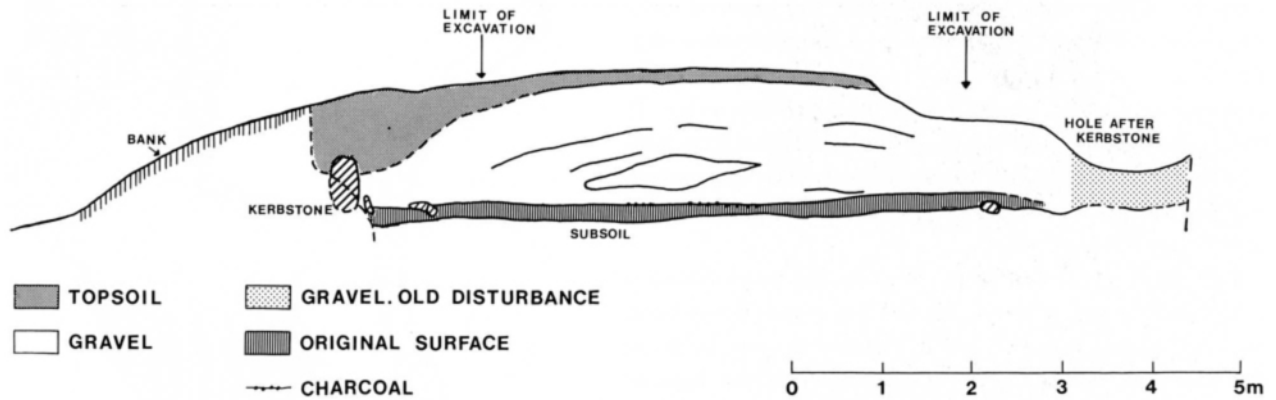 LIMIT OF
EXCAVATION
LIMIT OF
EXCAVATION
BANK
HOLE AFTER
KERBSTONE
KERBSTONE
SUBSOIL
TOPSOIL
GRAVEL. OLD DISTURBANCE
GRAVEL
ORIGINAL SURFACE
CHARCOAL
0 1 2 3 4 5m